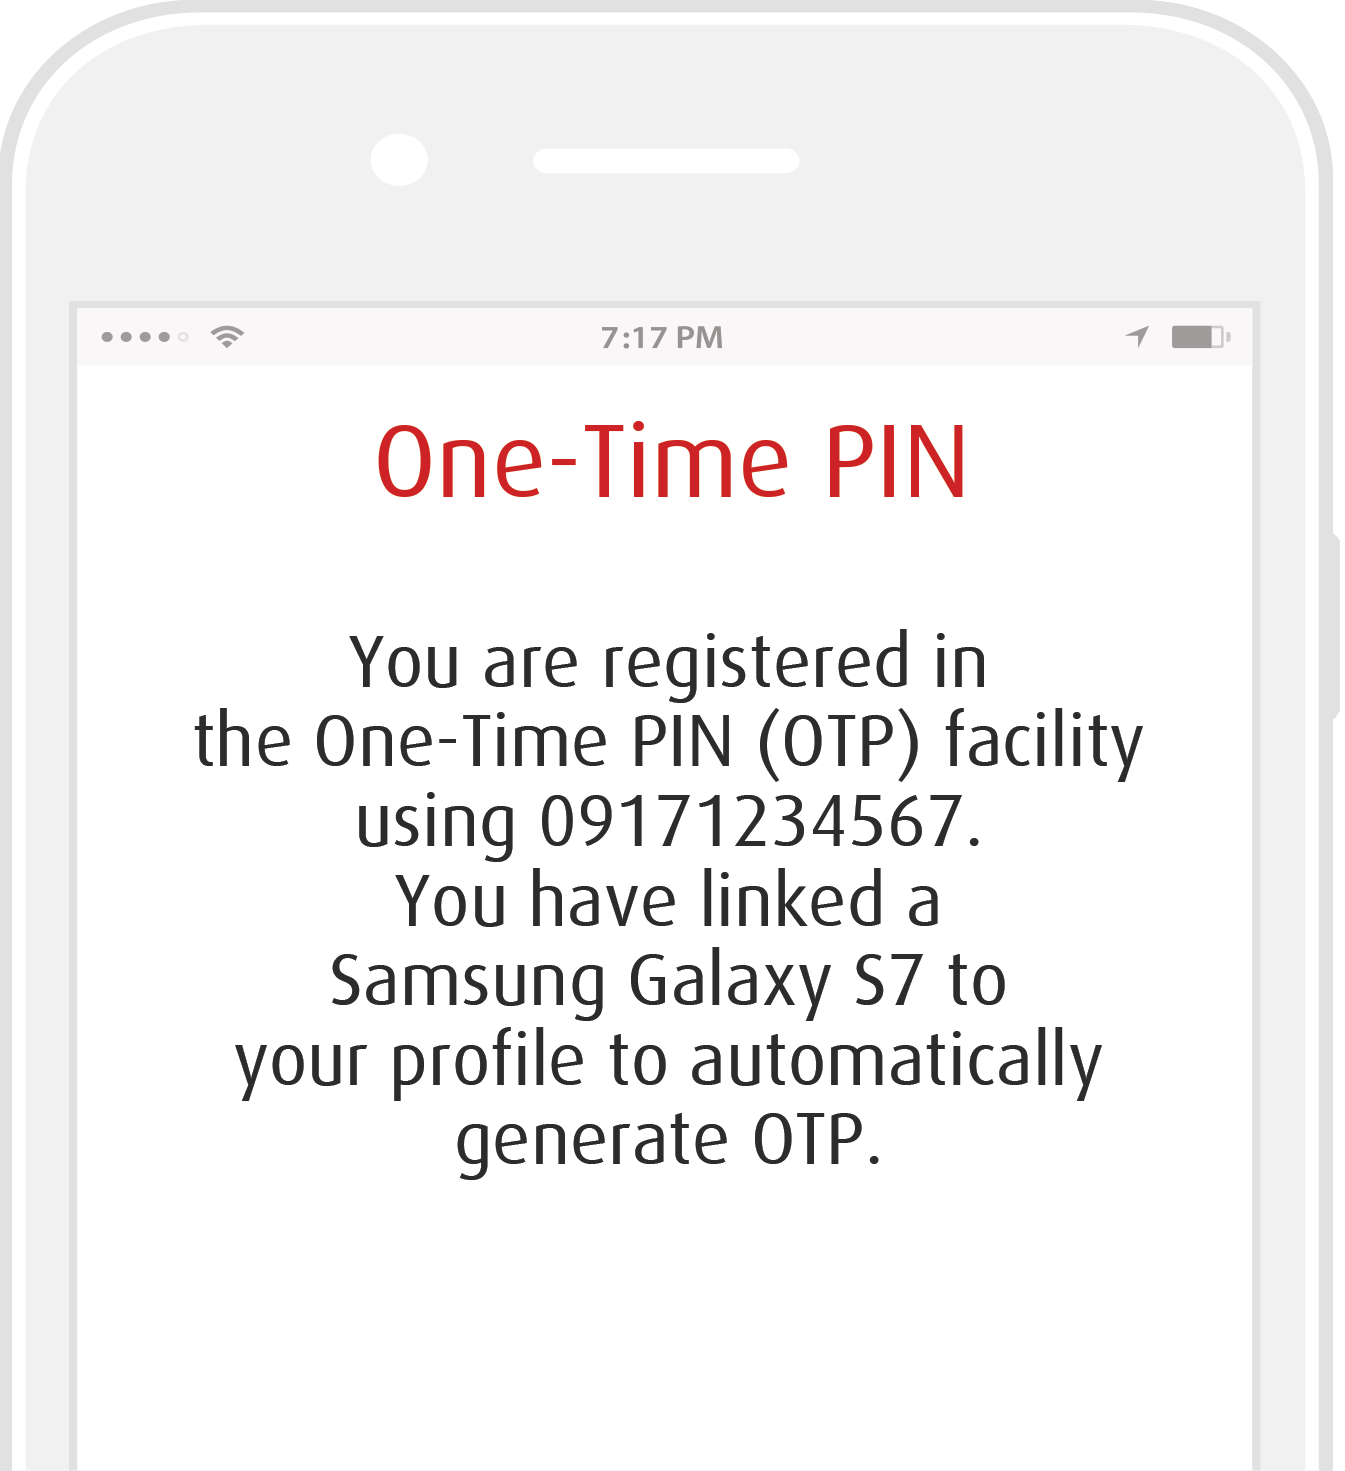 7:17 PM
One-Time PIN
You are registered in
the One-Time PIN (OTP) facility
using 09171234567.
You have linked a
Samsung Galaxy S7 to
your profile to automatically
generate OTP.